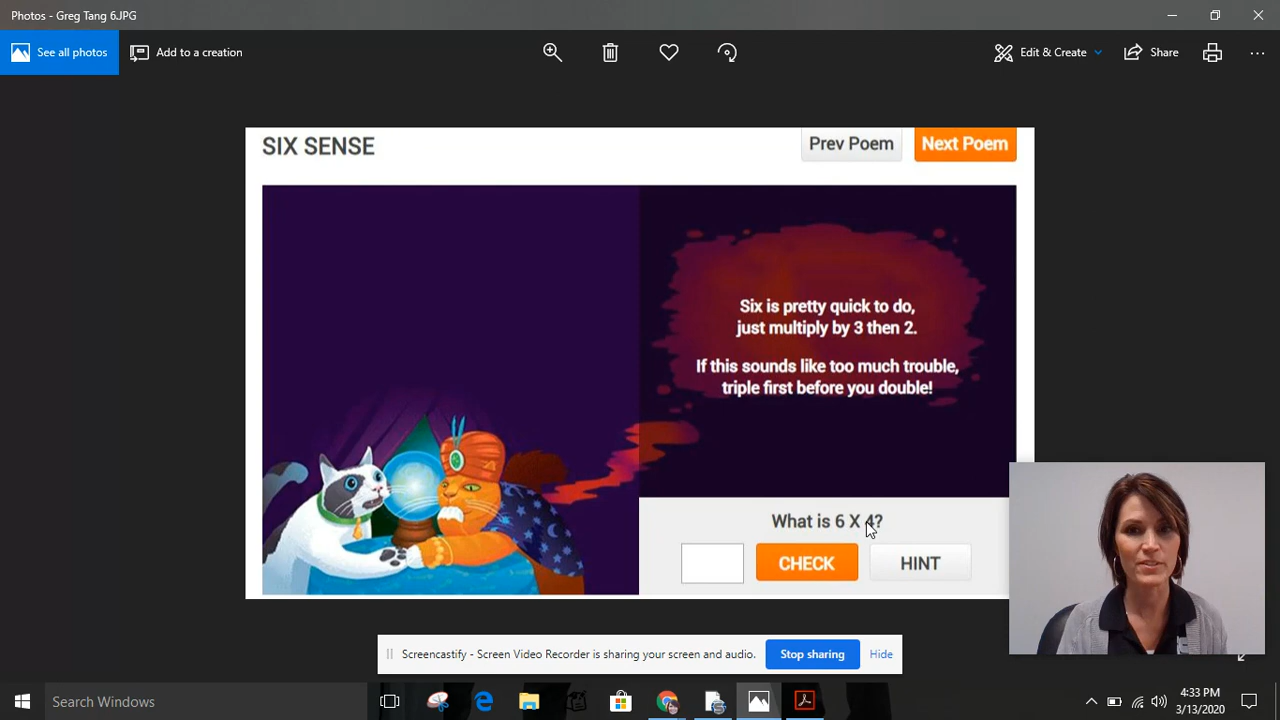 Photos - Greg Tang 6JPG
See all photos
Add to a creation
Edit & Create
Share
SIX SENSE
Prev Poem
Next Poem
Six is pretty quick to do,
just multiply by 3 then 2.
If this sounds like too much trouble,
triple first before you double!
What is 6 X 4?
CHECK
HINT
Screencastify - Screen Video Recorder is sharing your screen and audio.
Stop sharing
Hide
Search Windows
4:33 PM
3/13/2020